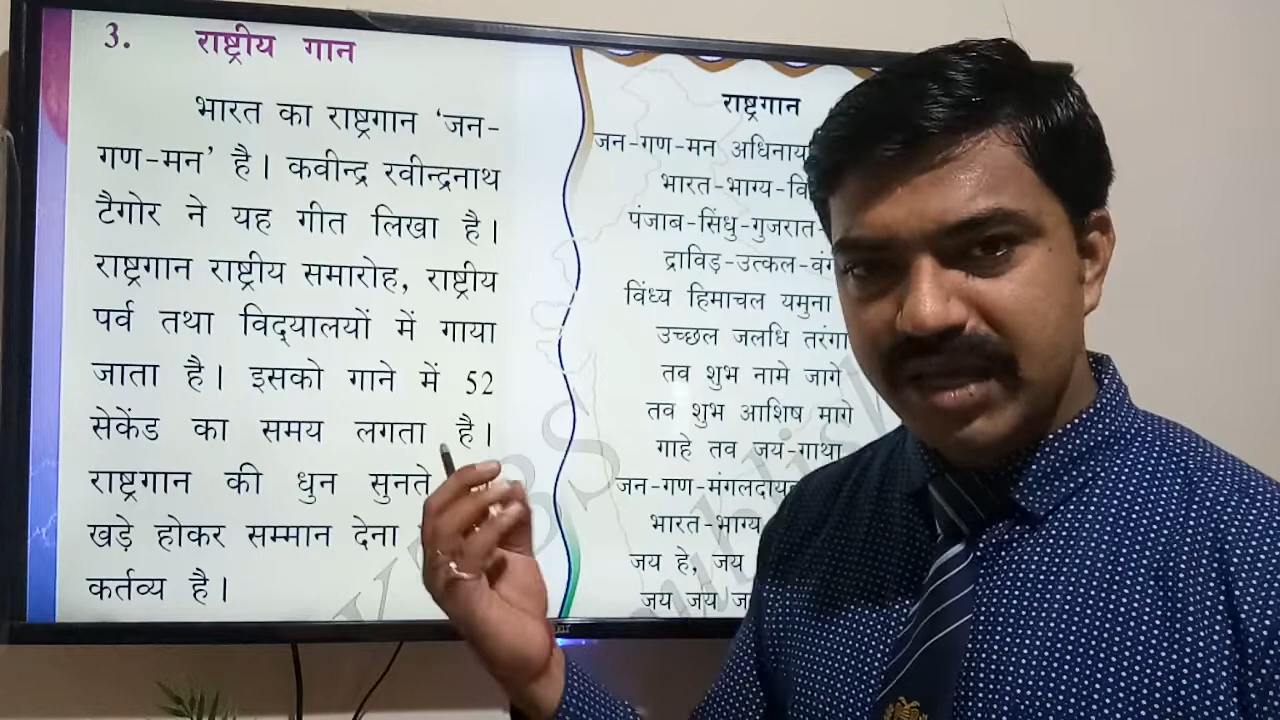 3. राष्ट्रीय गान
भारत का राष्ट्रगान ‘जन-
गण-मन’ है। कवीन्द्र रवीन्द्रनाथ
टैगोर ने यह गीत लिखा है।
राष्ट्रगान राष्ट्रीय समारोह, राष्ट्रीय
पर्व तथा विद्‌यालयों में गाया
जाता है। इसको गाने में 52
सेकेंड का समय लगता है।
राष्ट्रगान की धुन सुनते
खड़े होकर सम्मान देना
कर्तव्य है।
राष्ट्रगान
जन-गण-मन
भारत-भाग्य-
पंजाब-सिंधु-गुजरात-
द्राविड़-उत्कल-
विंध्य हिमाचल यमुना
उच्छल जलधि तरंगा
तव शुभ नामे जागे
तव शुभ आशिष मागे
गाहे तव जय-गाथा
जन-गण-
भारत-भाग्य
जय हे, जय
जय जय